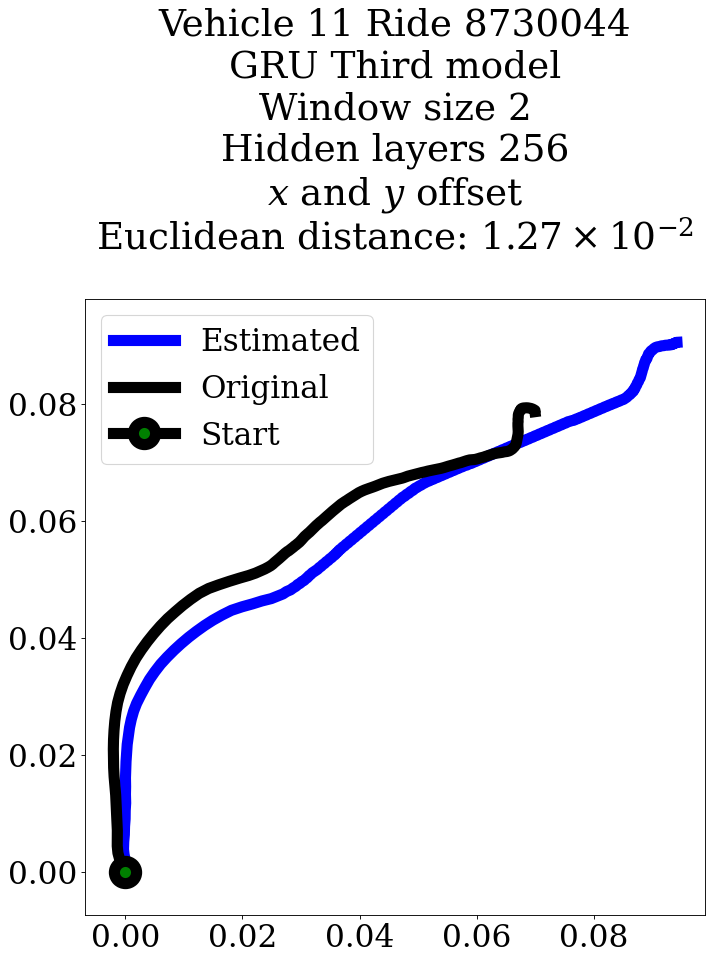 Vehicle 11 Ride 8730044
GRU Third model
Window size 2
Hidden layers 256
x and y offset
Euclidean distance: 1.27 × 10⁻²
Estimated
Original
Start
0.08
0.06
0.04
0.02
0.00
0.00 0.02 0.04 0.06 0.08